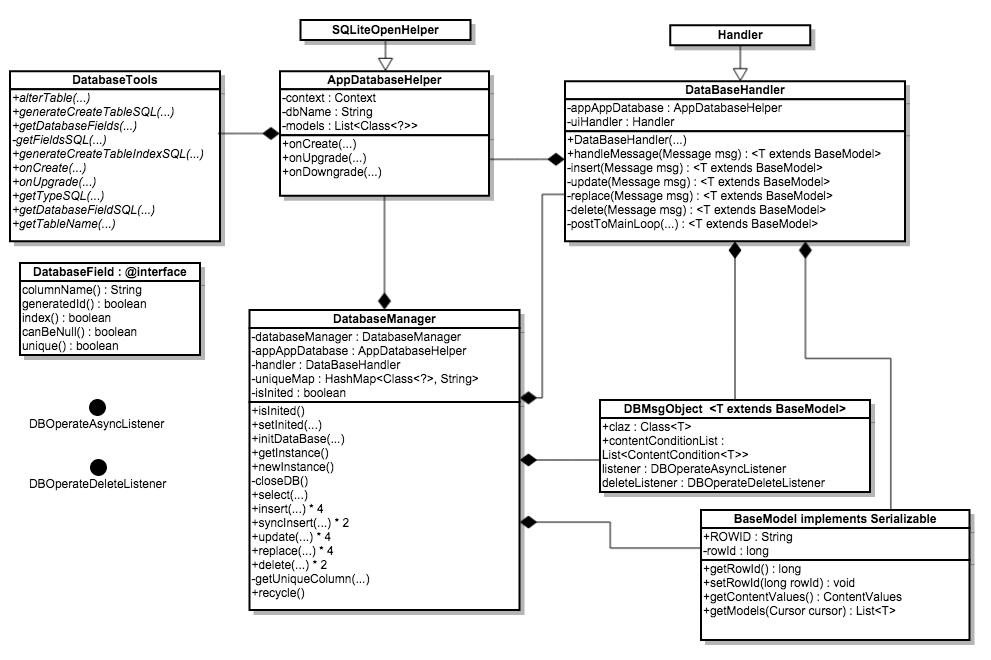 SQLiteOpenHelper
Handler
DatabaseTools
+alterTable(...)
+generateCreateTableSQL(...)
+getDatabaseFields(...)
-getFieldsSQL(...)
+generateCreateTableIndexSQL(...)
+onCreate(...)
+onUpgrade(...)
+getTypeSQL(...)
+getDatabaseFieldSQL(...)
+getTableName(...)
AppDatabaseHelper
-context : Context
-dbName : String
-models : List<Class<?>>
+onCreate(...)
+onUpgrade(...)
+onDowngrade(...)
DataBaseHandler
-appAppDatabase : AppDatabaseHelper
-uiHandler : Handler
+DataBaseHandler(...)
+handleMessage(Message msg) : <T extends BaseModel>
-insert(Message msg) : <T extends BaseModel>
-update(Message msg) : <T extends BaseModel>
-replace(Message msg) : <T extends BaseModel>
-delete(Message msg) : <T extends BaseModel>
-postToMainLoop(...) : <T extends BaseModel>
DatabaseField : @interface
columnName() : String
generatedId() : boolean
index() : boolean
canBeNull() : boolean
unique() : boolean
DBOperateAsyncListener
DBOperateDeleteListener
DatabaseManager
-databaseManager : DatabaseManager
-appAppDatabase : AppDatabaseHelper
-handler : DataBaseHandler
-uniqueMap : HashMap<Class<?>, String>
-isInited : boolean
+isInited()
+setInited(...)
+initDataBase(...)
+getInstance()
+newInstance()
-closeDB()
+select(...)
+insert(...) * 4
+syncInsert(...) * 2
+update(...) * 4
+replace(...) * 4
+delete(...) * 2
-getUniqueColumn(...)
+recycle()
DBMsgObject <T extends BaseModel>
+claz : Class<T>
+contentConditionList :
List<ContentCondition<T>>
listener : DBOperateAsyncListener
deleteListener : DBOperateDeleteListener
BaseModel implements Serializable
+ROWID : String
-rowId : long
+getRowId() : long
+setRowId(long rowId) : void
+getContentValues() : ContentValues
+getModels(Cursor cursor) : List<T>